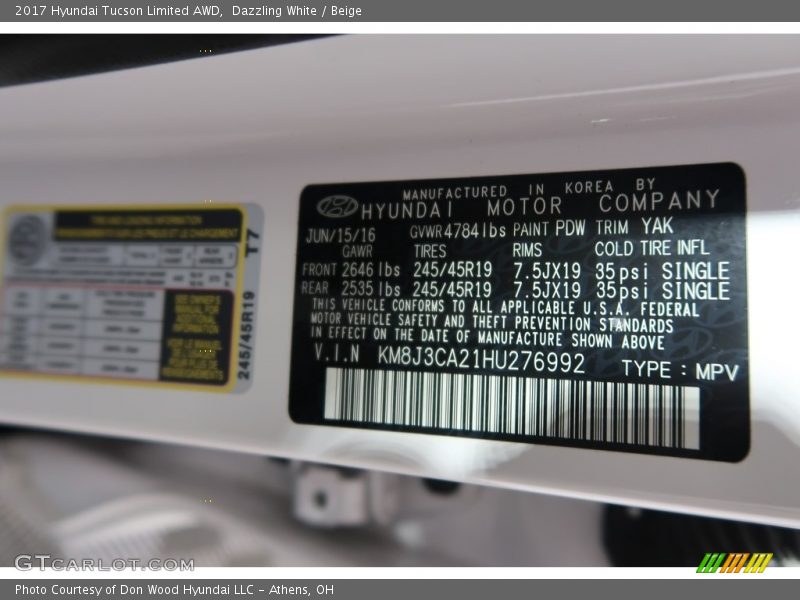 2017 Hyundai Tucson Limited AWD,  Dazzling White / Beige
MANUFACTURED IN KOREA BY
HYUNDAI MOTOR COMPANY
JUN/15/16 GVWR4784lbs PAINT PDW TRIM YAK
GAWR TIRES RIMS COLD TIRE INFL
FRONT 2646 lbs 245/45R19 7.5JX19 35psi SINGLE
REAR 2535 lbs 245/45R19 7.5JX19 35psi SINGLE
THIS VEHICLE CONFORMS TO ALL APPLICABLE U.S.A. FEDERAL
MOTOR VEHICLE SAFETY AND THEFT PREVENTION STANDARDS
IN EFFECT ON THE DATE OF MANUFACTURE SHOWN ABOVE
V.I.N KM8J3CA21HU276992 TYPE : MPV
T7
245/45R19
GTCARLOT.COM
Photo Courtesy of Don Wood Hyundai LLC - Athens, OH